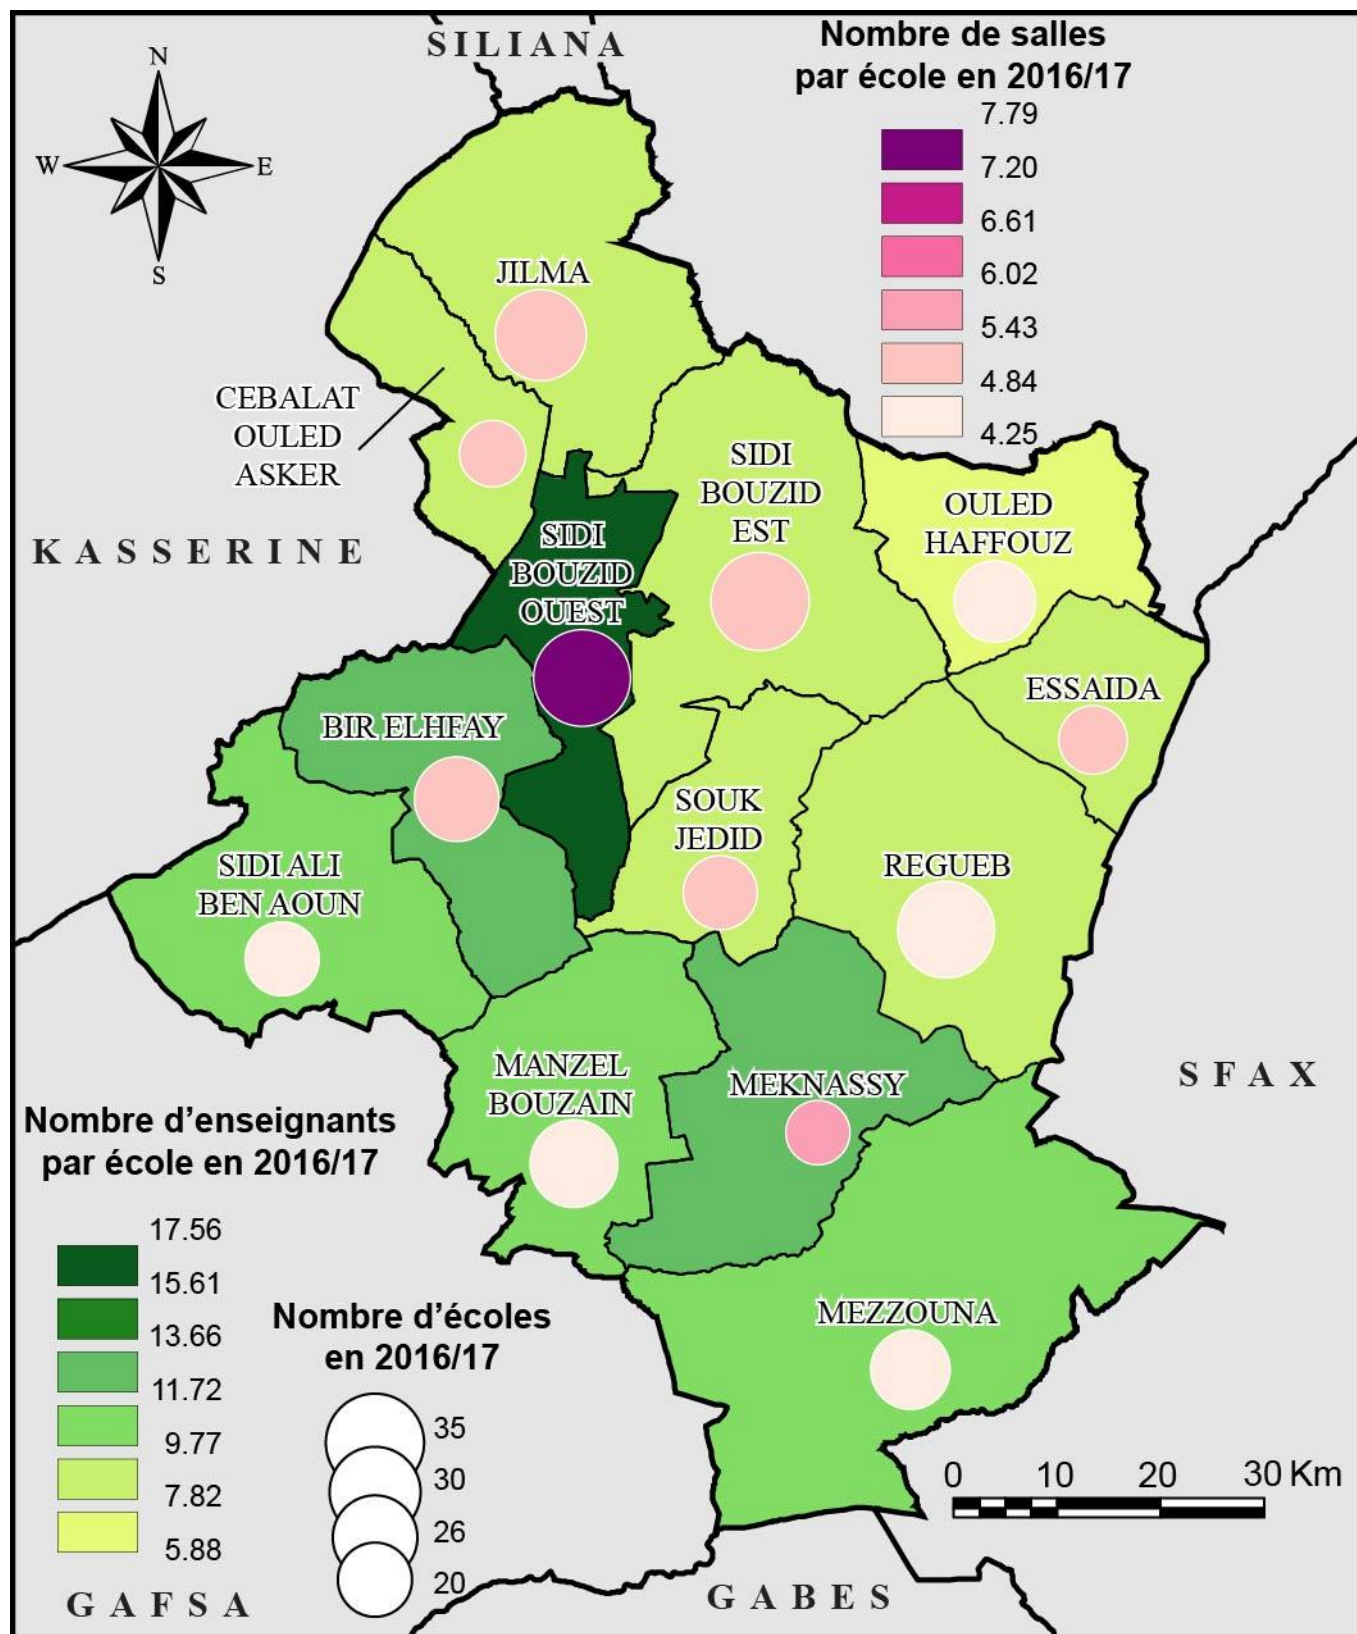 SILIANA
Nombre de salles
par école en 2016/17
7.79
7.20
6.61
6.02
5.43
4.84
4.25
N
W
E
S
JILMA
CEBALAT
OULED
ASKER
SIDI
BOUZID
EST
OULED
HAFFOUZ
KASSERINE
SIDI
BOUZID
OUEST
ESSAIDA
BIR ELHFAY
SOUK
JEDID
REGUEB
SIDI ALI
BEN AOUN
MANZEL
BOUZAIN
MEKNASSY
SFAX
MEZZOUNA
Nombre d’enseignants
par école en 2016/17
17.56
15.61
13.66
11.72
9.77
7.82
5.88
Nombre d’écoles
en 2016/17
35
30
26
20
0 10 20 30 Km
GAFSA
GABES